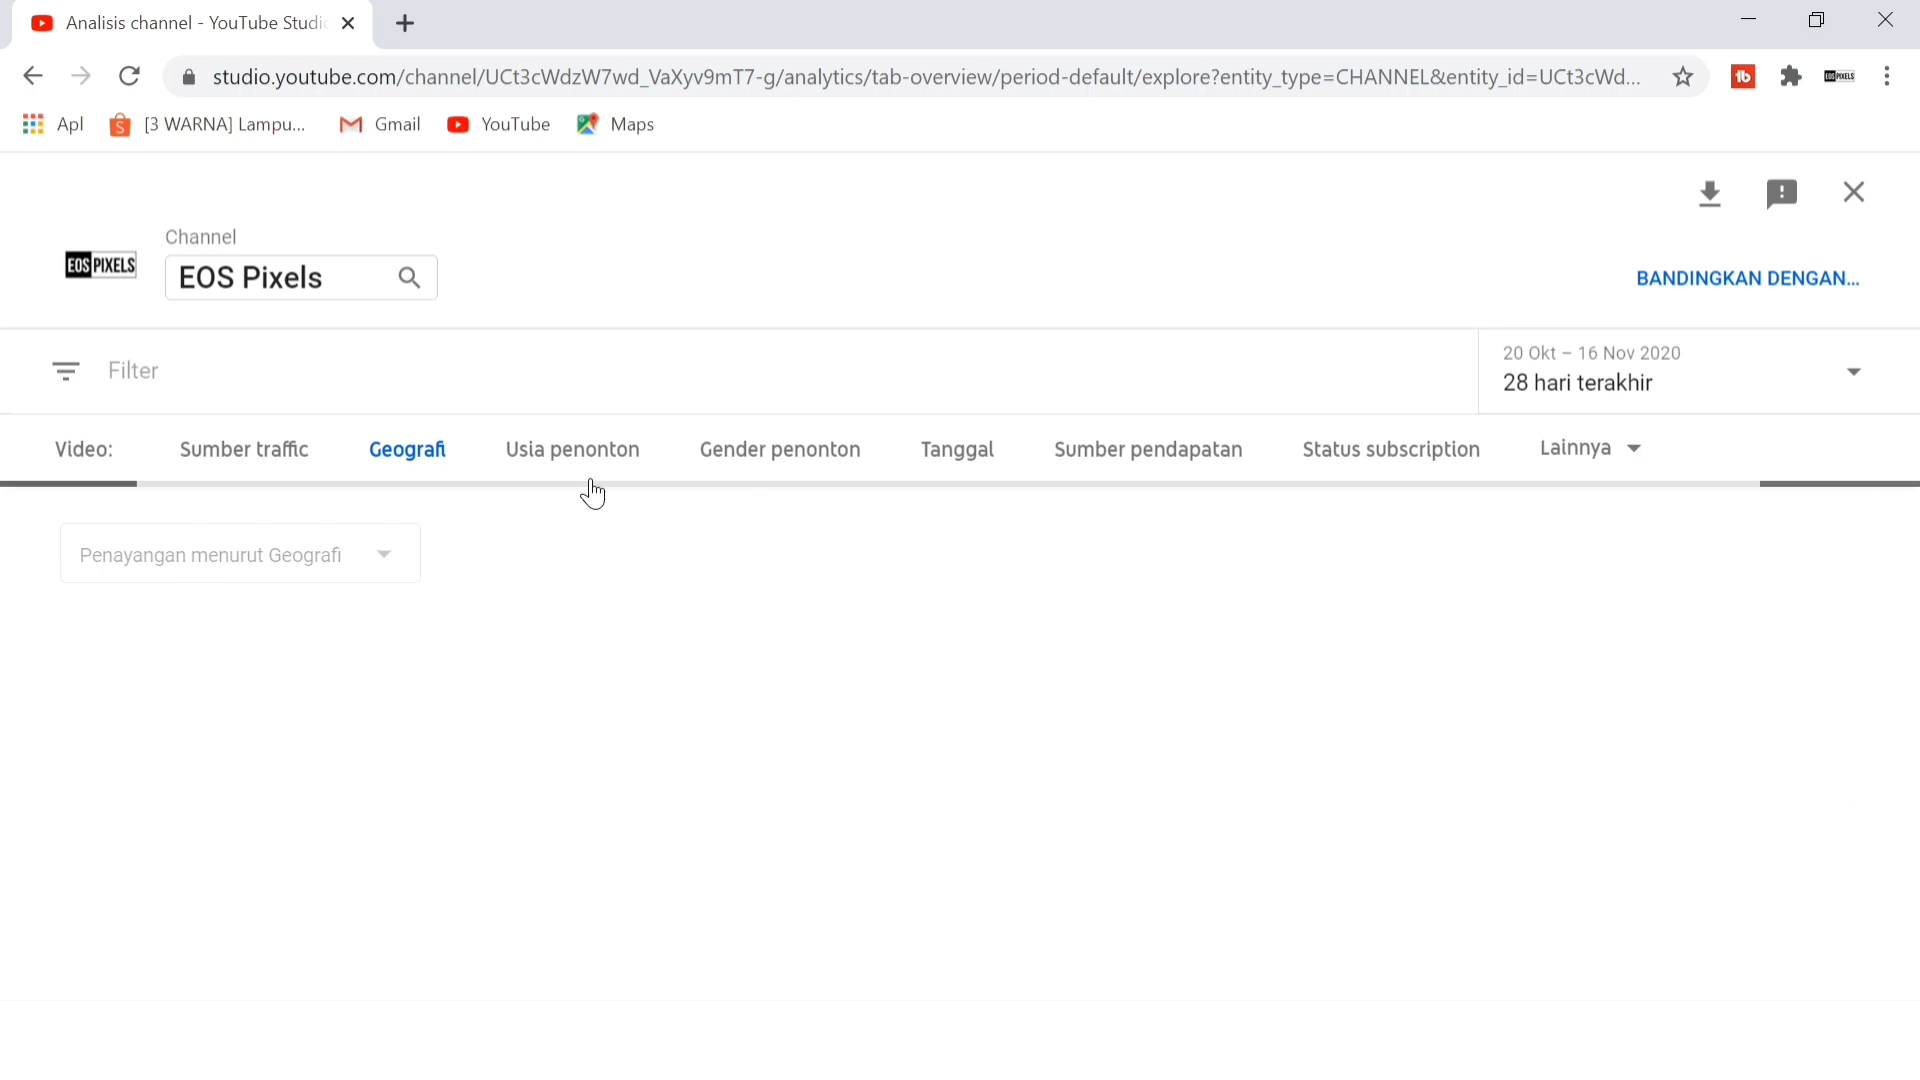 Analisis channel - YouTube Studi
studio.youtube.com/channel/UCt3cWdzW7wd_VaXyv9mT7-g/analytics/tab-overview/period-default/explore?entity_type=CHANNEL&entity_id=UCt3cWd...
Apl
[3 WARNA] Lampu...
Gmail
YouTube
Maps
Channel
EOS PIXELS
EOS Pixels
BANDINGKAN DENGAN...
Filter
20 Okt – 16 Nov 2020
28 hari terakhir
Video:
Sumber traffic
Geografi
Usia penonton
Gender penonton
Tanggal
Sumber pendapatan
Status subscription
Lainnya
Penayangan menurut Geografi